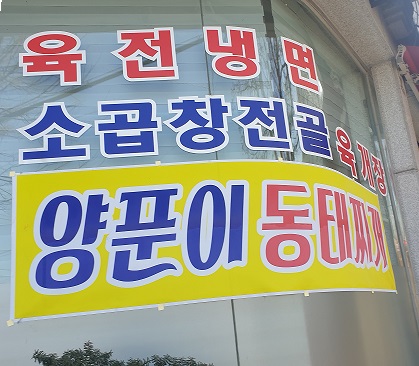 육전냉면
소곱창전골 육개장
양푼이 동태찌개